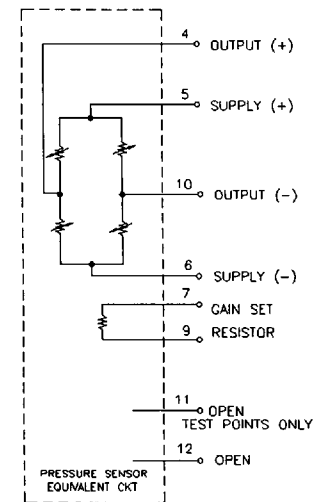 4 OUTPUT (+)
5 SUPPLY (+)
10 OUTPUT (-)
6 SUPPLY (-)
7 GAIN SET
9 RESISTOR
11 OPEN
TEST POINTS ONLY
12 OPEN
PRESSURE SENSOR
EQUIVALENT CKT